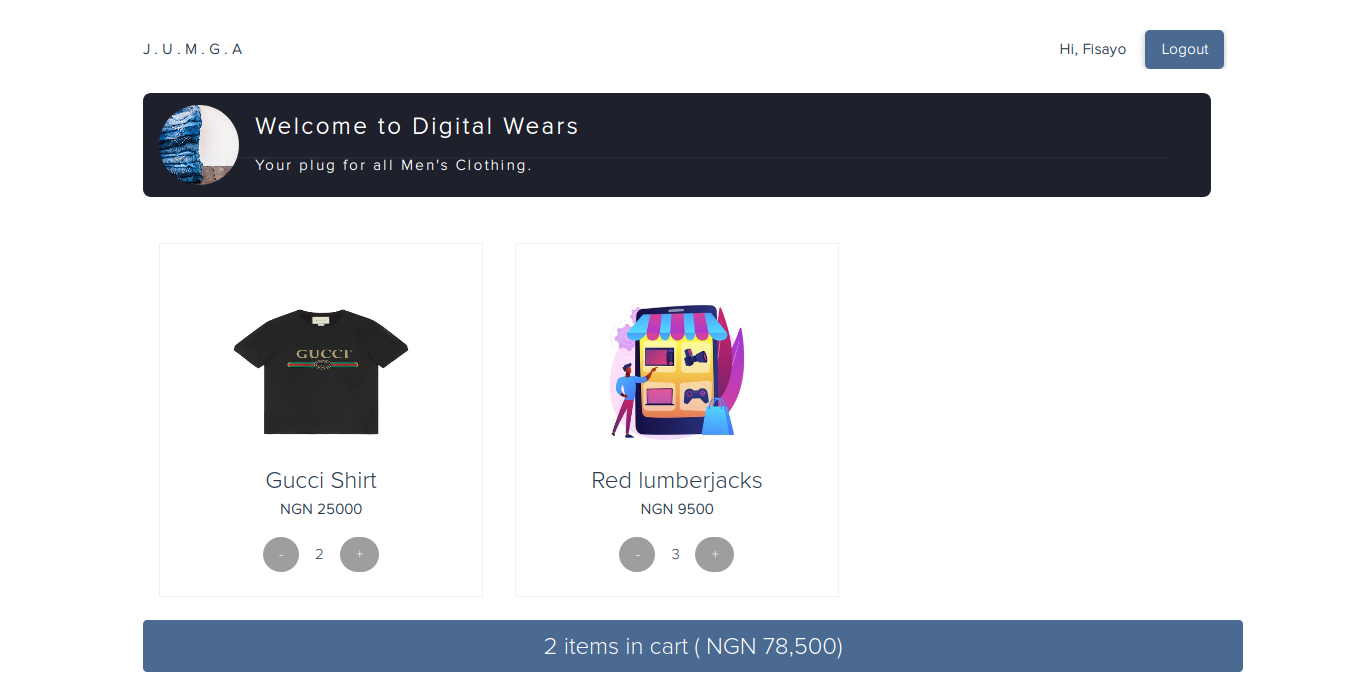 J.U.M.G.A
Hi, Fisayo
Logout
Welcome to Digital Wears
Your plug for all Men's Clothing.
GUCCI
Gucci Shirt
NGN 25000
- 2 +
Red lumberjacks
NGN 9500
- 3 +
2 items in cart ( NGN 78,500)